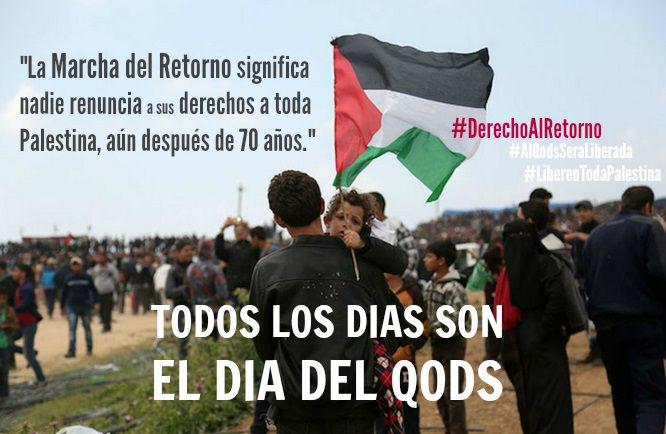 "La Marcha del Retorno significa
nadie renuncia a sus derechos a toda
Palestina, aún después de 70 años."
#DerechoAlRetorno
#AlQodsSeraLiberada
#LiberenTodaPalestina
TODOS LOS DIAS SON
EL DIA DEL QODS